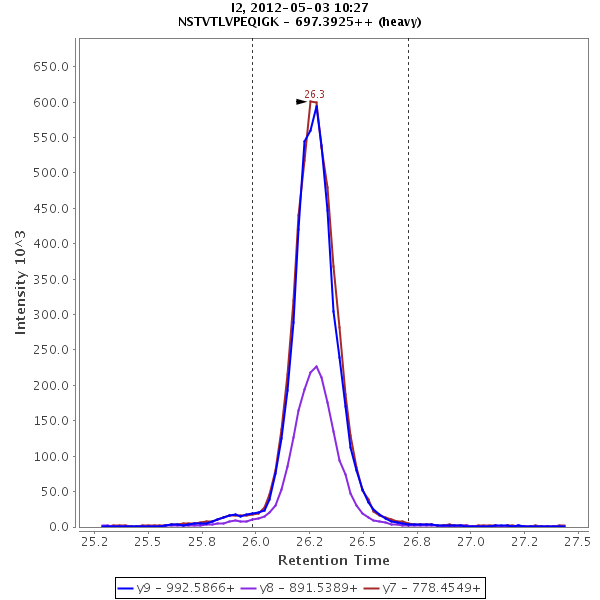 I2, 2012-05-03 10:27
NSTVTLVPEQIGK - 697.3925++ (heavy)
26.3
650.0
600.0
550.0
500.0
450.0
400.0
350.0
300.0
250.0
200.0
150.0
100.0
50.0
0.0
Intensity 10^3
25.2 25.5 25.8 26.0 26.2 26.5 26.8 27.0 27.2 27.5
Retention Time
y9 - 992.5866+ y8 - 891.5389+ y7 - 778.4549+